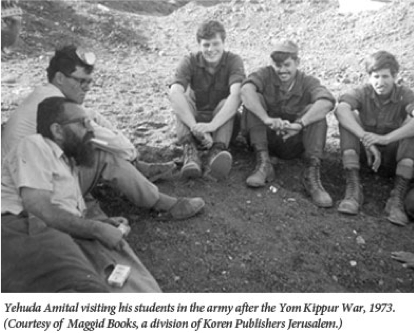 Yehuda Amital visiting his students in the army after the Yom Kippur War, 1973.
(Courtesy of Maggid Books, a division of Koren Publishers Jerusalem.)